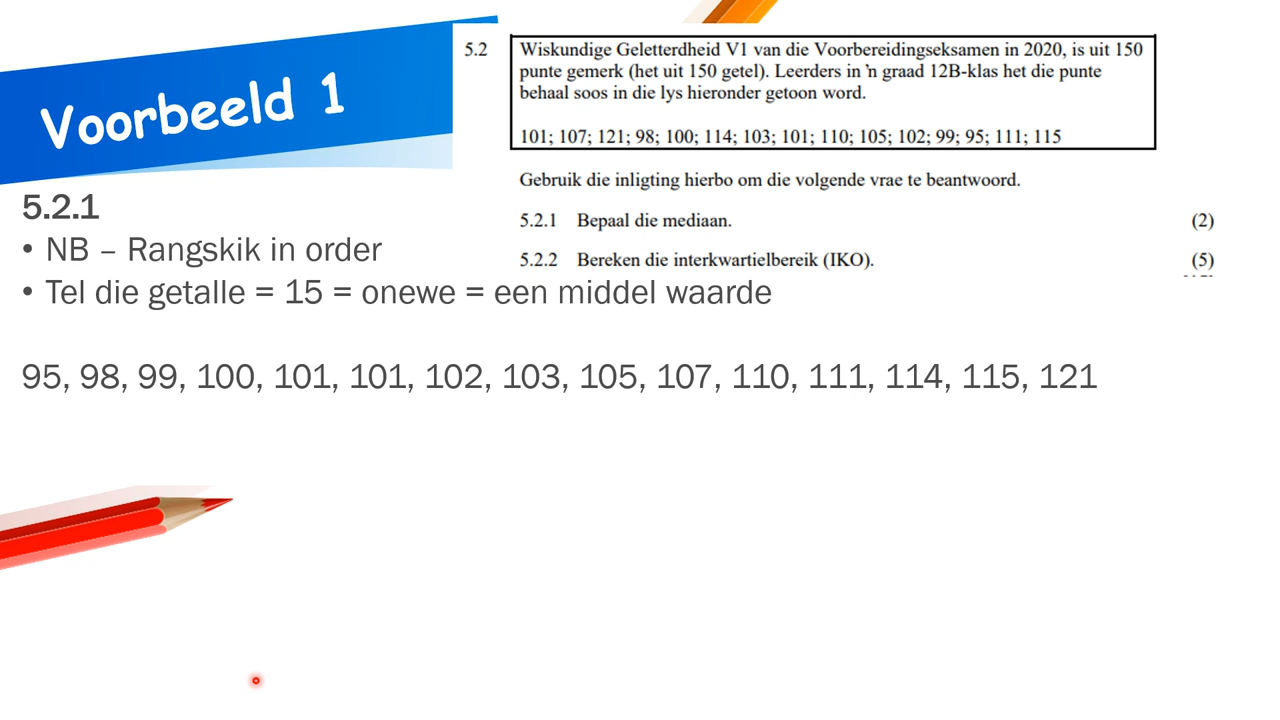 Voorbeeld 1
5.2 Wiskundige Geletterdheid V1 van die Voorbereidingseksamen in 2020, is uit 150
punte gemerk (het uit 150 getel). Leerders in 'n graad 12B-klas het die punte
behaal soos in die lys hieronder getoon word.
101; 107; 121; 98; 100; 114; 103; 101; 110; 105; 102; 99; 95; 111; 115
Gebruik die inligting hierbo om die volgende vrae te beantwoord.
5.2.1 Bepaal die mediaan. (2)
5.2.2 Bereken die interkwartielbereik (IKO). (5)
5.2.1
• NB – Rangskik in order
• Tel die getalle = 15 = onewe = een middel waarde
95, 98, 99, 100, 101, 101, 102, 103, 105, 107, 110, 111, 114, 115, 121